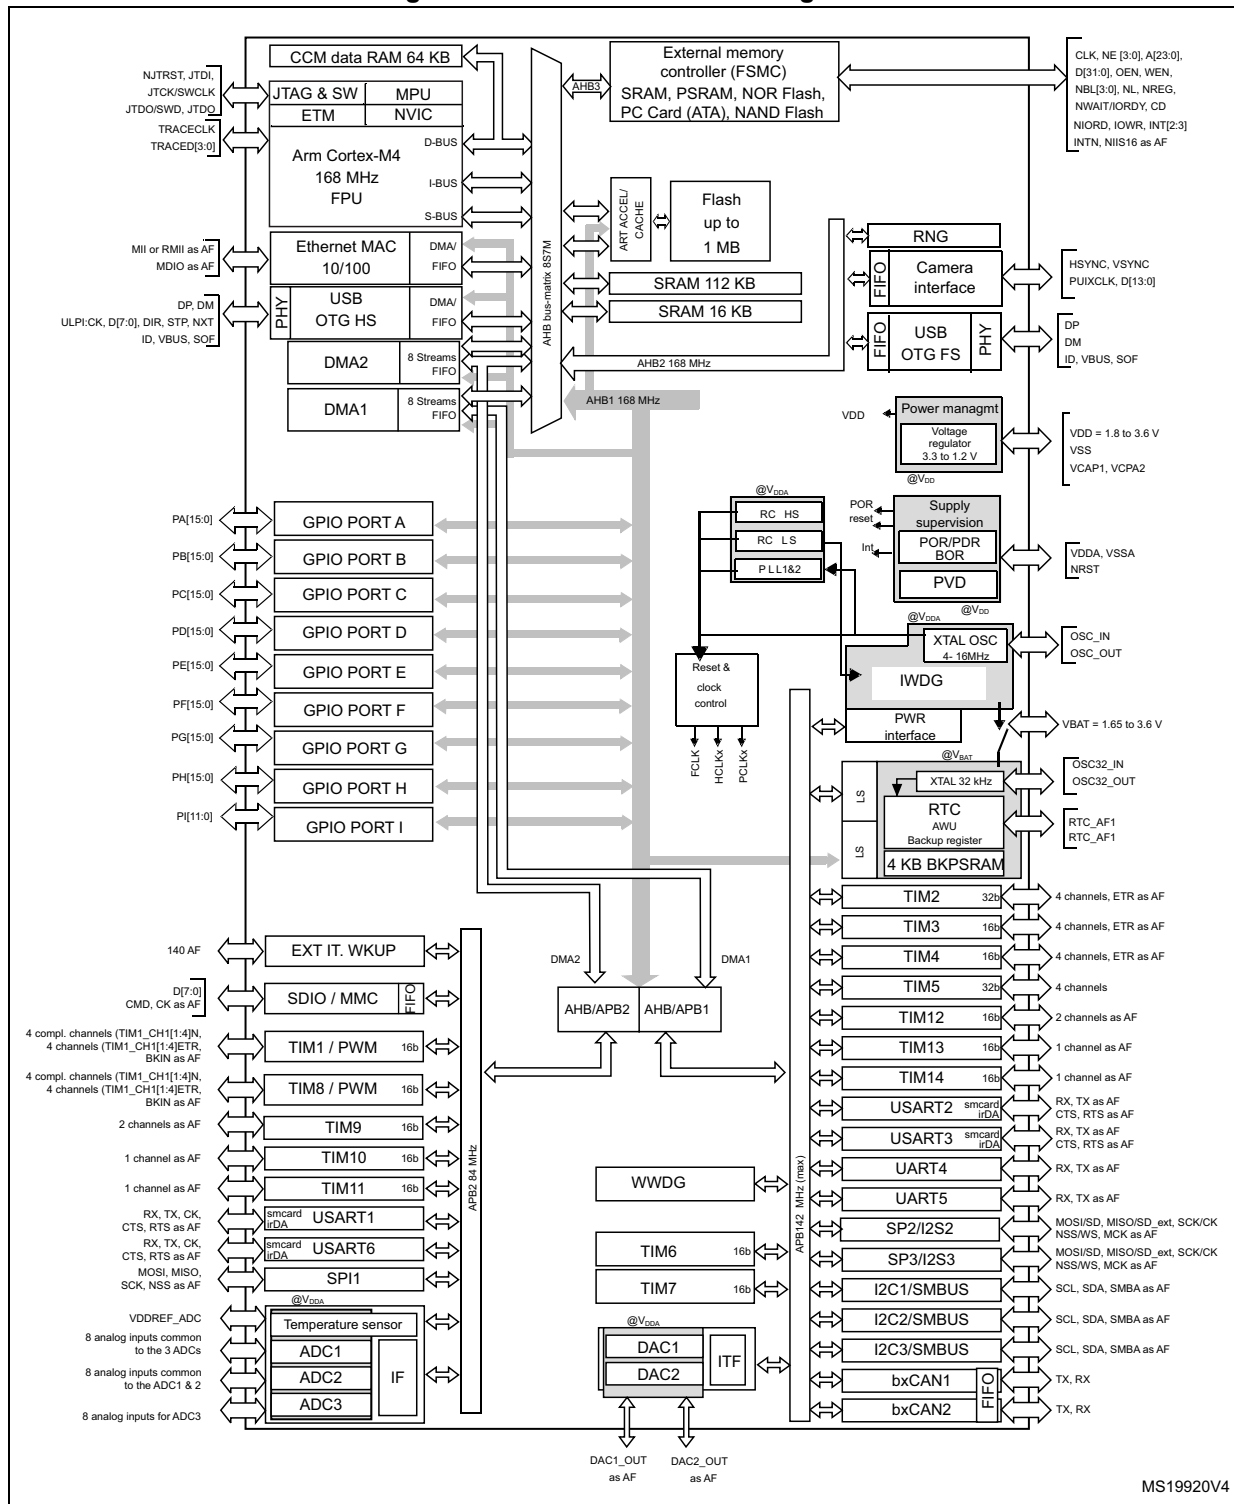 CCM data RAM 64 KB
External memory
controller (FSMC)
SRAM, PSRAM, NOR Flash,
PC Card (ATA), NAND Flash
AHB3
CLK, NE [3:0], A[23:0],
D[31:0], OEN, WEN,
NBL[3:0], NL, NREG,
NWAIT/IORDY, CD
NIORD, IOWR, INT[2:3]
INTN, NIIS16 as AF
NJTRST, JTDI,
JTCK/SWCLK
JTDO/SWD, JTDO
TRACECLK
TRACED[3:0]
JTAG & SW
MPU
ETM
NVIC
Arm Cortex-M4
168 MHz
FPU
D-BUS
I-BUS
S-BUS
AHB bus-matrix 8S7M
ART ACCEL/
CACHE
Flash
up to
1 MB
SRAM 112 KB
SRAM 16 KB
AHB2 168 MHz
AHB1 168 MHz
MII or RMII as AF
MDIO as AF
Ethernet MAC
10/100
DMA/
FIFO
DP, DM
ULPI:CK, D[7:0], DIR, STP, NXT
ID, VBUS, SOF
PHY
USB
OTG HS
DMA/
FIFO
DMA2
8 Streams
FIFO
DMA1
8 Streams
FIFO
RNG
FIFO
Camera
interface
HSYNC, VSYNC
PUIXCLK, D[13:0]
FIFO
USB
OTG FS
PHY
DP
DM
ID, VBUS, SOF
VDD
Power managmt
Voltage
regulator
3.3 to 1.2 V
@VDD
VDD = 1.8 to 3.6 V
VSS
VCAP1, VCPA2
@VDDA
RC HS
RC LS
PLL1&2
POR
reset
Int
Supply
supervision
POR/PDR
BOR
PVD
@VDD
VDDA, VSSA
NRST
@VDDA
XTAL OSC
4- 16MHz
IWDG
OSC_IN
OSC_OUT
PWR
interface
VBAT = 1.65 to 3.6 V
@VBAT
Reset &
clock
control
FCLK
HCLKx
PCLKx
LS
LS
XTAL 32 kHz
RTC
AWU
Backup register
4 KB BKPSRAM
OSC32_IN
OSC32_OUT
RTC_AF1
RTC_AF1
PA[15:0]
GPIO PORT A
PB[15:0]
GPIO PORT B
PC[15:0]
GPIO PORT C
PD[15:0]
GPIO PORT D
PE[15:0]
GPIO PORT E
PF[15:0]
GPIO PORT F
PG[15:0]
GPIO PORT G
PH[15:0]
GPIO PORT H
PI[11:0]
GPIO PORT I
DMA2
DMA1
AHB/APB2
AHB/APB1
140 AF
EXT IT. WKUP
D[7:0]
CMD, CK as AF
SDIO / MMC
FIFO
4 compl. channels (TIM1_CH1[1:4]N,
4 channels (TIM1_CH1[1:4]ETR,
BKIN as AF
TIM1 / PWM 16b
4 compl. channels (TIM1_CH1[1:4]N,
4 channels (TIM1_CH1[1:4]ETR,
BKIN as AF
TIM8 / PWM 16b
2 channels as AF
TIM9 16b
1 channel as AF
TIM10 16b
1 channel as AF
TIM11 16b
RX, TX, CK,
CTS, RTS as AF
smcard
irDA
USART1
RX, TX, CK,
CTS, RTS as AF
smcard
irDA
USART6
MOSI, MISO,
SCK, NSS as AF
SPI1
@VDDA
VDDREF_ADC
Temperature sensor
8 analog inputs common
to the 3 ADCs
ADC1
8 analog inputs common
to the ADC1 & 2
ADC2
8 analog inputs for ADC3
ADC3
IF
APB2 84 MHz
WWDG
TIM6 16b
TIM7 16b
@VDDA
DAC1
DAC2
ITF
DAC1_OUT
as AF
DAC2_OUT
as AF
APB142 MHz (max)
TIM2 32b
4 channels, ETR as AF
TIM3 16b
4 channels, ETR as AF
TIM4 16b
4 channels, ETR as AF
TIM5 32b
4 channels
TIM12 16b
2 channels as AF
TIM13 16b
1 channel as AF
TIM14 16b
1 channel as AF
USART2
smcard
irDA
RX, TX as AF
CTS, RTS as AF
USART3
smcard
irDA
RX, TX as AF
CTS, RTS as AF
UART4
RX, TX as AF
UART5
RX, TX as AF
SP2/I2S2
MOSI/SD, MISO/SD_ext, SCK/CK
NSS/WS, MCK as AF
SP3/I2S3
MOSI/SD, MISO/SD_ext, SCK/CK
NSS/WS, MCK as AF
I2C1/SMBUS
SCL, SDA, SMBA as AF
I2C2/SMBUS
SCL, SDA, SMBA as AF
I2C3/SMBUS
SCL, SDA, SMBA as AF
bxCAN1
TX, RX
bxCAN2
FIFO
TX, RX
MS19920V4